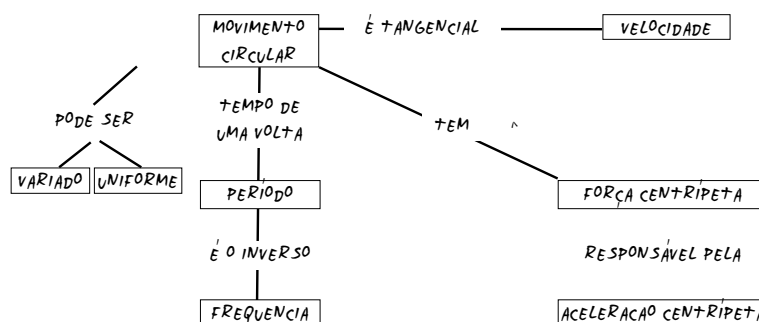 MOVIMENTO
CIRCULAR
É TANGENCIAL
VELOCIDADE
TEMPO DE
UMA VOLTA
PODE SER
TEM
VARIADO
UNIFORME
PERÍODO
FORÇA CENTRÍPETA
É O INVERSO
RESPONSÁVEL PELA
FREQUENCIA
ACELERACAO CENTRÍPETA